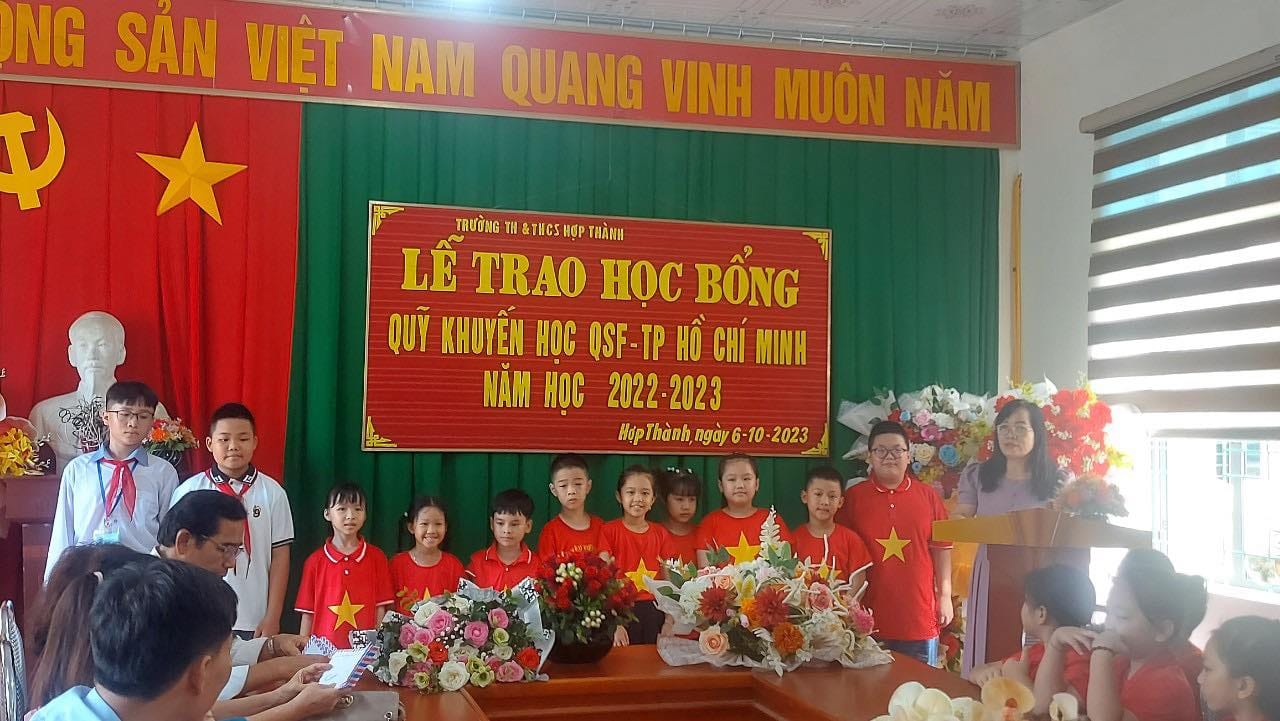 ỘNG SẢN VIỆT NAM QUANG VINH MUÔN NĂM
TRƯỜNG TH & THCS HỢP THÀNH
LỄ TRAO HỌC BỔNG
QUỸ KHUYẾN HỌC QSF-TP HỒ CHÍ MINH
NĂM HỌC 2022-2023
Hợp Thành, ngày 6-10-2023